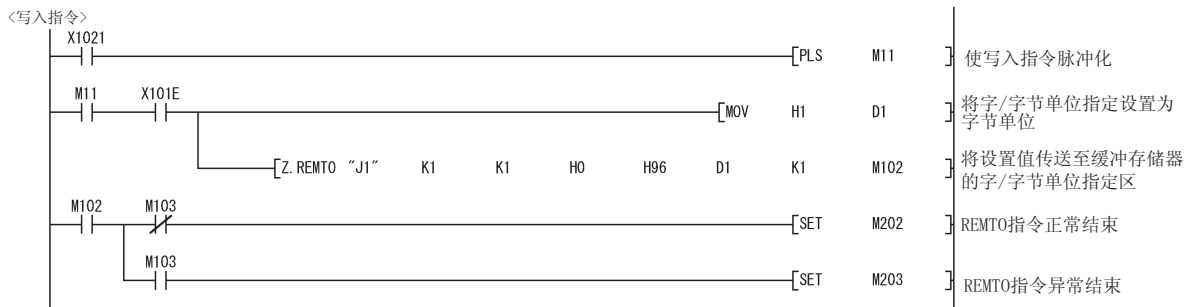 <写入指令>
X1021
[PLS M11 ] 使写入指令脉冲化
M11 X101E
[MOV H1 D1 ] 将字/字节单位指定设置为
字节单位
[Z.REMTO "J1" K1 K1 H0 H96 D1 K1 M102 ] 将设置值传送至缓冲存储器
的字/字节单位指定区
M102 M103
[SET M202 ] REMTO指令正常结束
M103
[SET M203 ] REMTO指令异常结束